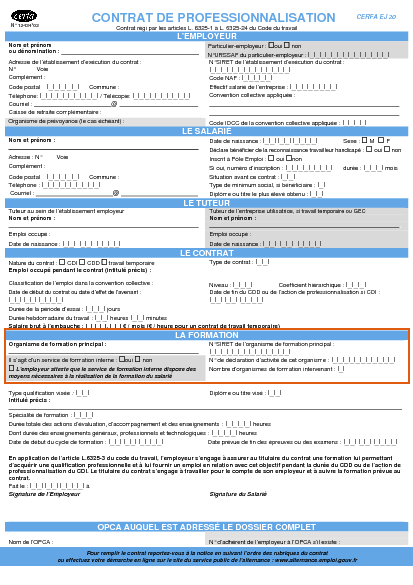 cerfa
CONTRAT DE PROFESSIONNALISATION
CERFA EJ 20
Contrat régi par les articles L. 6325-1 à L. 6325-24 du Code du travail
L'EMPLOYEUR
Nom et prénom :
ou dénomination :
Particulier-employeur : oui non
N°URSSAF du particulier-employeur :
Adresse de l'établissement d'exécution du contrat :
N° Voie
Complément :
Code postal Commune :
Téléphone : Télécopie :
Courriel : @
Caisse de retraite complémentaire :
Organisme de prévoyance (le cas échéant) :
N°SIRET de l'établissement d'exécution du contrat :
Code NAF :
Effectif salarié de l'entreprise :
Convention collective appliquée :
Code IDCC de la convention collective appliquée :
LE SALARIÉ
Nom et prénom :
Adresse : N° Voie
Complément :
Code postal Commune :
Téléphone :
Courriel : @
Date de naissance : Sexe : M F
Déclare bénéficier de la reconnaissance travailleur handicapé : oui non
Inscrit à Pôle Emploi : oui non
Si oui, numéro d'inscription : durée : mois
Situation avant ce contrat :
Type de minimum social, si bénéficiaire :
Diplôme ou titre le plus élevé obtenu :
LE TUTEUR
Tuteur au sein de l'établissement employeur
Nom et prénom :
Emploi occupé :
Date de naissance :
Tuteur de l'entreprise utilisatrice, si travail temporaire ou GEC
Nom et prénom :
Emploi occupé :
Date de naissance :
LE CONTRAT
Nature du contrat : CDI CDD travail temporaire
Type de contrat :
Emploi occupé pendant le contrat (intitulé précis) :
Classification de l'emploi dans la convention collective :
Niveau : Coefficient hiérarchique :
Date de début du contrat ou date d'effet de l'avenant :
Date de fin du CDD ou de l'action de professionnalisation si CDI :
Durée de la période d'essai : jours
Durée hebdomadaire du travail : heures minutes
Salaire brut à l'embauche : € / mois (€ / heure pour un contrat de travail temporaire)
LA FORMATION
Organisme de formation principal :
N°SIRET de l'organisme de formation principal :
Il s'agit d'un service de formation interne : oui non
L'employeur atteste que le service de formation interne dispose des
moyens nécessaires à la réalisation de la formation du salarié
N° de déclaration d'activité de cet organisme :
Nombre d'organismes de formation intervenant :
Type qualification visée : Diplôme ou titre visé :
Intitulé précis :
Spécialité de formation :
Durée totale des actions d'évaluation, d'accompagnement et des enseignements : heures
Dont durée des enseignements généraux, professionnels et technologiques : heures
Date de début du cycle de formation : Date prévue de fin des épreuves ou des examens :
En application de l'article L.6325-3 du code du travail, l'employeur s'engage à assurer au titulaire du contrat une formation lui permettant
d'acquérir une qualification professionnelle et à lui fournir un emploi en relation avec cet objectif pendant la durée du CDD ou de l'action de
professionnalisation du CDI. Le titulaire du contrat s'engage à travailler pour le compte de son employeur et à suivre la formation prévue au
contrat.
Fait le : à
Signature de l'Employeur Signature du Salarié
OPCA AUQUEL EST ADRESSÉ LE DOSSIER COMPLET
Nom de l'OPCA : N° d'adhérent de l'employeur à l'OPCA s'il existe :
Pour remplir le contrat reportez-vous à la notice en suivant l'ordre des rubriques du contrat
ou effectuez votre démarche en ligne sur le site du service public de l'alternance : www.alternance.emploi.gouv.fr